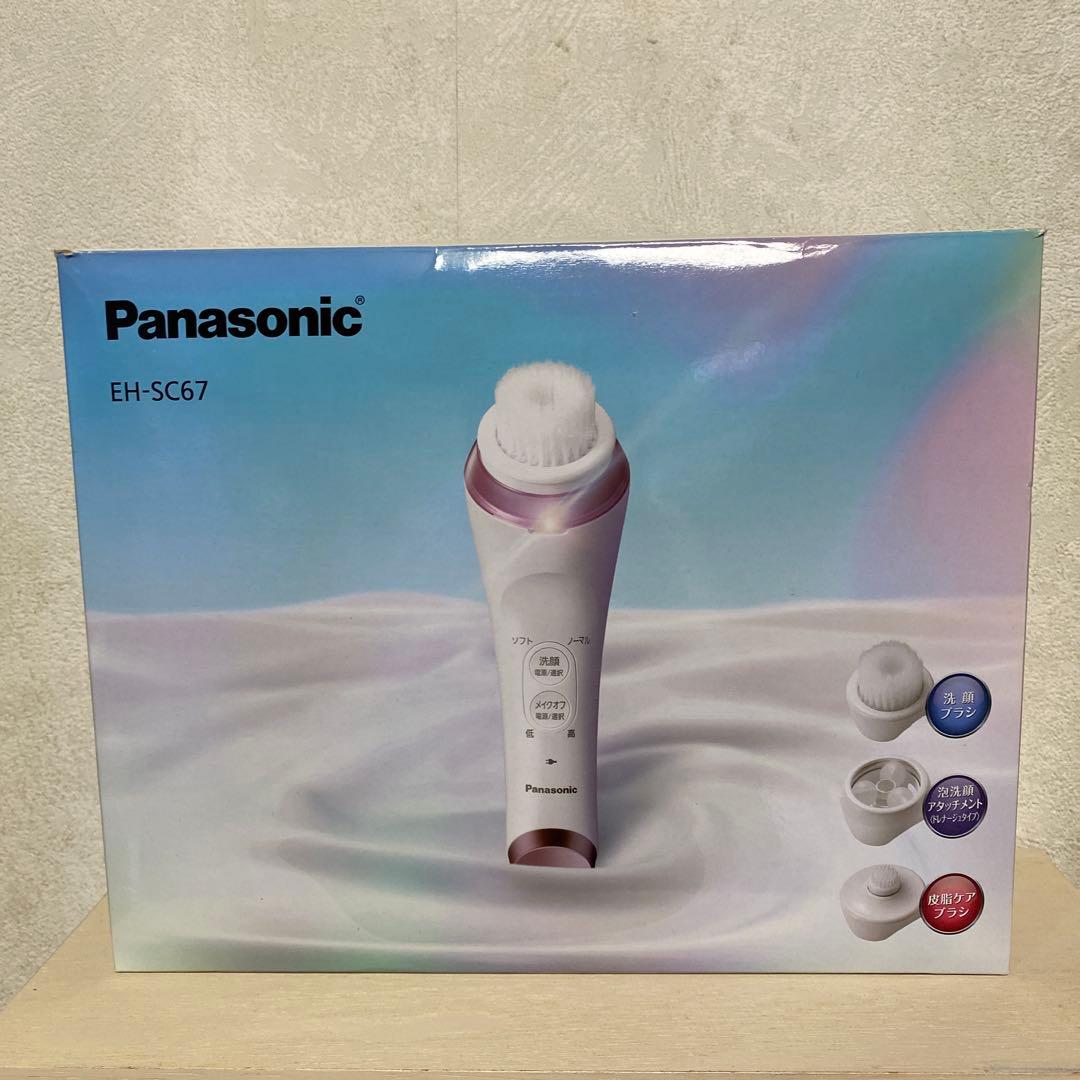 Panasonic®
EH-SC67
ソフト ノーマル
洗顔
電源/選択
メイクオフ
電源/選択
低 高
Panasonic
洗顔
ブラシ
泡洗顔
アタッチメント
(ドレナージュタイプ)
皮脂ケア
ブラシ